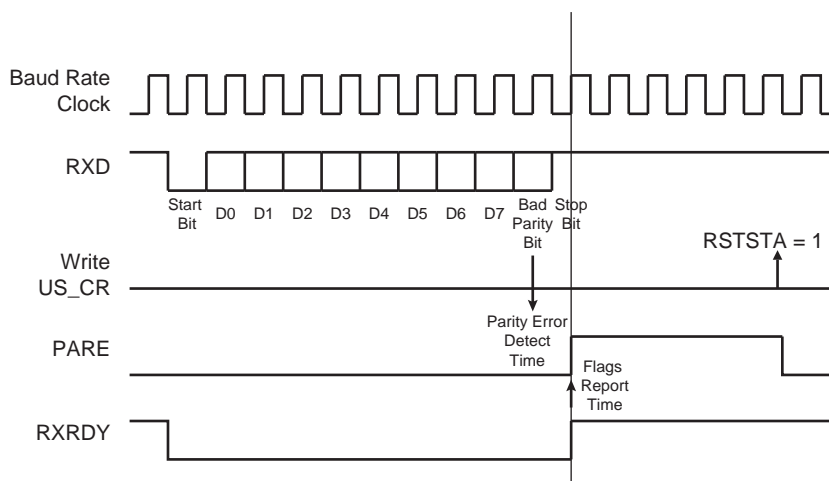 Baud Rate
Clock
RXD
Start
Bit
D0
D1
D2
D3
D4
D5
D6
D7
Bad
Parity
Bit
Stop
Bit
Write
US_CR
RSTSTA = 1
Parity Error
Detect
Time
PARE
Flags
Report
Time
RXRDY